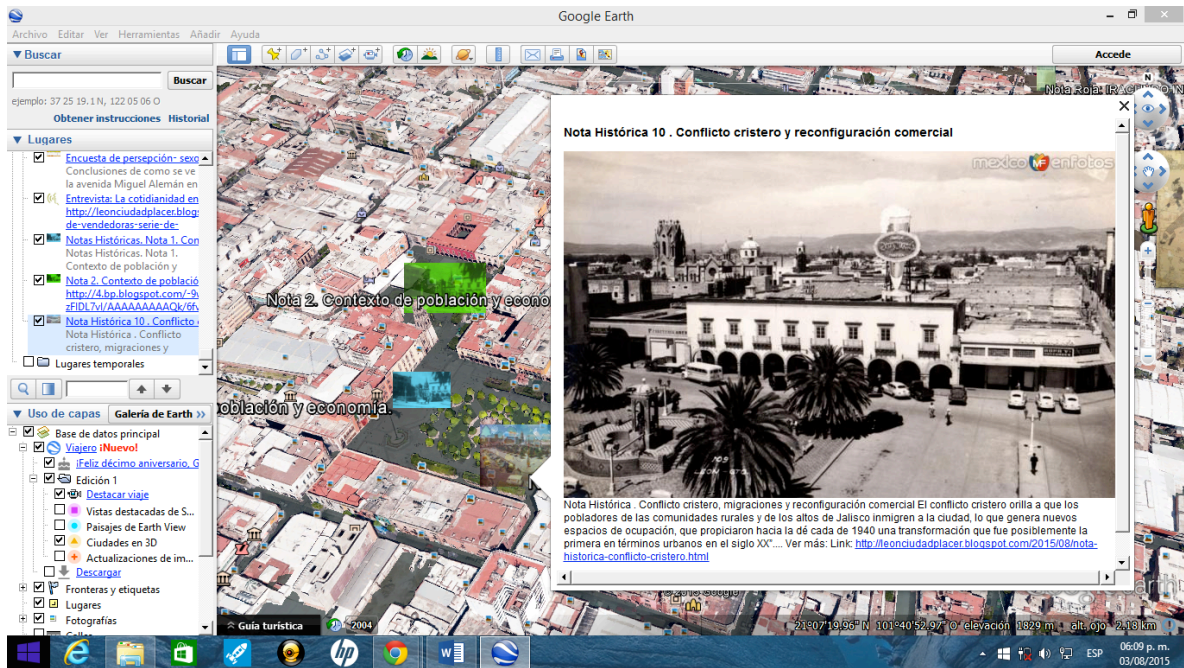 Google Earth
Archivo Editar Ver Herramientas Añadir Ayuda
Buscar
Buscar
ejemplo: 37 25 19.1 N, 122 05 06 O
Obtener instrucciones Historial
Lugares
Encuesta de persepción- sexo
Conclusiones de como se ve
la avenida Miguel Alemán en
Entrevista: La cotidianidad en
http://leonciudadplacer.blogs
de-vendedoras-serie-de-
Notas Históricas. Nota 1. Con
Notas Históricas. Nota 1.
Contexto de población y
Nota 2. Contexto de població
http://4.bp.blogspot.com/-9
zFlDL7vI/AAAAAAAAAQk/6f
Nota Histórica 10 . Conflicto
Nota Histórica . Conflicto
cristero, migraciones y
Lugares temporales
Uso de capas
Galería de Earth >>
Base de datos principal
Viajero ¡Nuevo!
¡Feliz décimo aniversario, G
Edición 1
Destacar viaje
Vistas destacadas de S...
Paisajes de Earth View
Ciudades en 3D
Actualizaciones de im...
Descargar
Fronteras y etiquetas
Lugares
Fotografías
Calles
Accede
N
Nota Roja:
Nota 2. Contexto de población y econo
oblación y economía.
Nota Histórica 10 . Conflicto cristero y reconfiguración comercial
mexico enfotos
MF
109
Nota Histórica . Conflicto cristero, migraciones y reconfiguración comercial El conflicto cristero orilla a que los
pobladores de las comunidades rurales y de los altos de Jalisco inmigren a la ciudad, lo que genera nuevos
espacios de ocupación, que propiciaron hacia la dé cada de 1940 una transformación que fue posiblemente la
primera en términos urbanos en el siglo XX".... Ver más: Link: http://leonciudadplacer.blogspot.com/2015/08/nota-
historica-conflicto-cristero.html
Google
earth
Guía turística
2004
21°07'19.96" N 101°40'52.97" O elevación 1829 m alt. ojo 2.18 km
hp
ESP
06:09 p. m.
03/08/2015